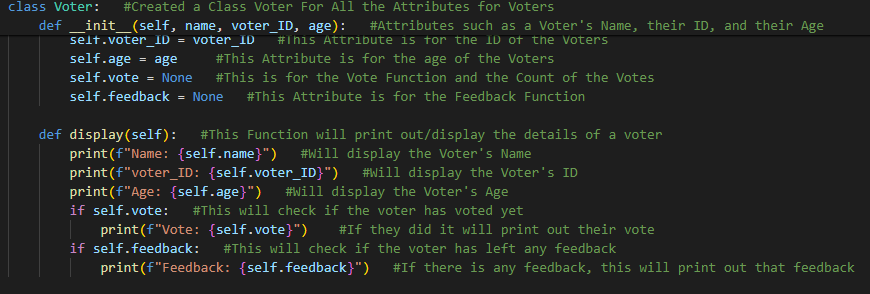 class Voter:   #Created a Class Voter For All the Attributes for Voters
    def __init__(self, name, voter_ID, age):   #Attributes such as a Voter's Name, their ID, and their Age
        self.voter_ID = voter_ID   #This Attribute is for the ID of the Voters
        self.age = age     #This Attribute is for the age of the Voters
        self.vote = None   #This is for the Vote Function and the Count of the Votes
        self.feedback = None   #This Attribute is for the Feedback Function
    def display(self):   #This Function will print out/display the details of a voter
        print(f"Name: {self.name}")   #Will display the Voter's Name
        print(f"voter_ID: {self.voter_ID}")   #Will display the Voter's ID
        print(f"Age: {self.age}")   #Will display the Voter's Age
        if self.vote:   #This will check if the voter has voted yet
            print(f"Vote: {self.vote}")    #If they did it will print out their vote
        if self.feedback:   #This will check if the voter has left any feedback
            print(f"Feedback: {self.feedback}")   #If there is any feedback, this will print out that feedback